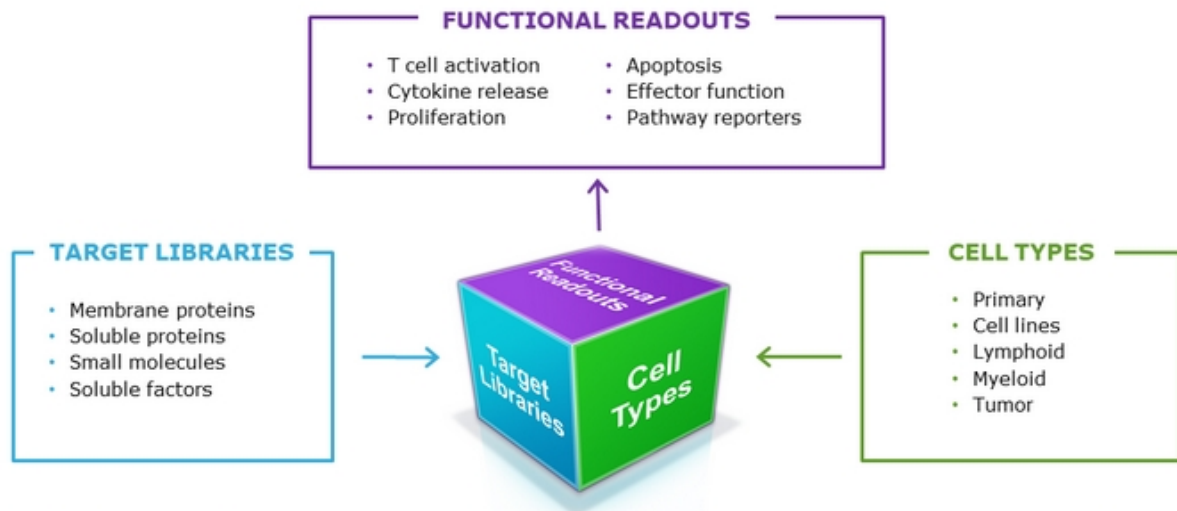 FUNCTIONAL READOUTS
• T cell activation
• Cytokine release
• Proliferation
• Apoptosis
• Effector function
• Pathway reporters
TARGET LIBRARIES
• Membrane proteins
• Soluble proteins
• Small molecules
• Soluble factors
Functional
Readouts
Target
Libraries
Cell
Types
CELL TYPES
• Primary
• Cell lines
• Lymphoid
• Myeloid
• Tumor